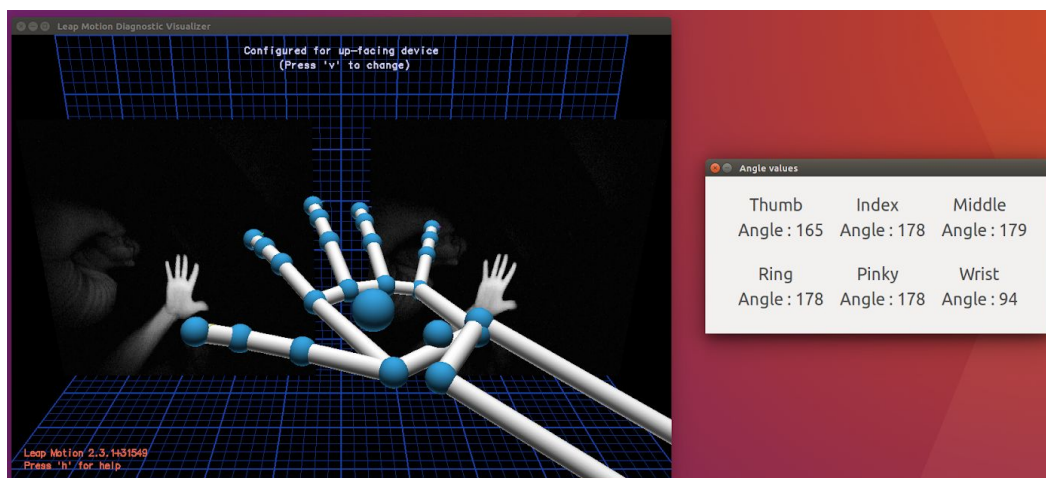 Leap Motion Diagnostic Visualizer
Configured for up-facing device
(Press 'v' to change)
Leap Motion 2.3.1+31549
Press 'h' for help
Angle values
Thumb Index Middle
Angle : 165 Angle : 178 Angle : 179
Ring Pinky Wrist
Angle : 178 Angle : 178 Angle : 94